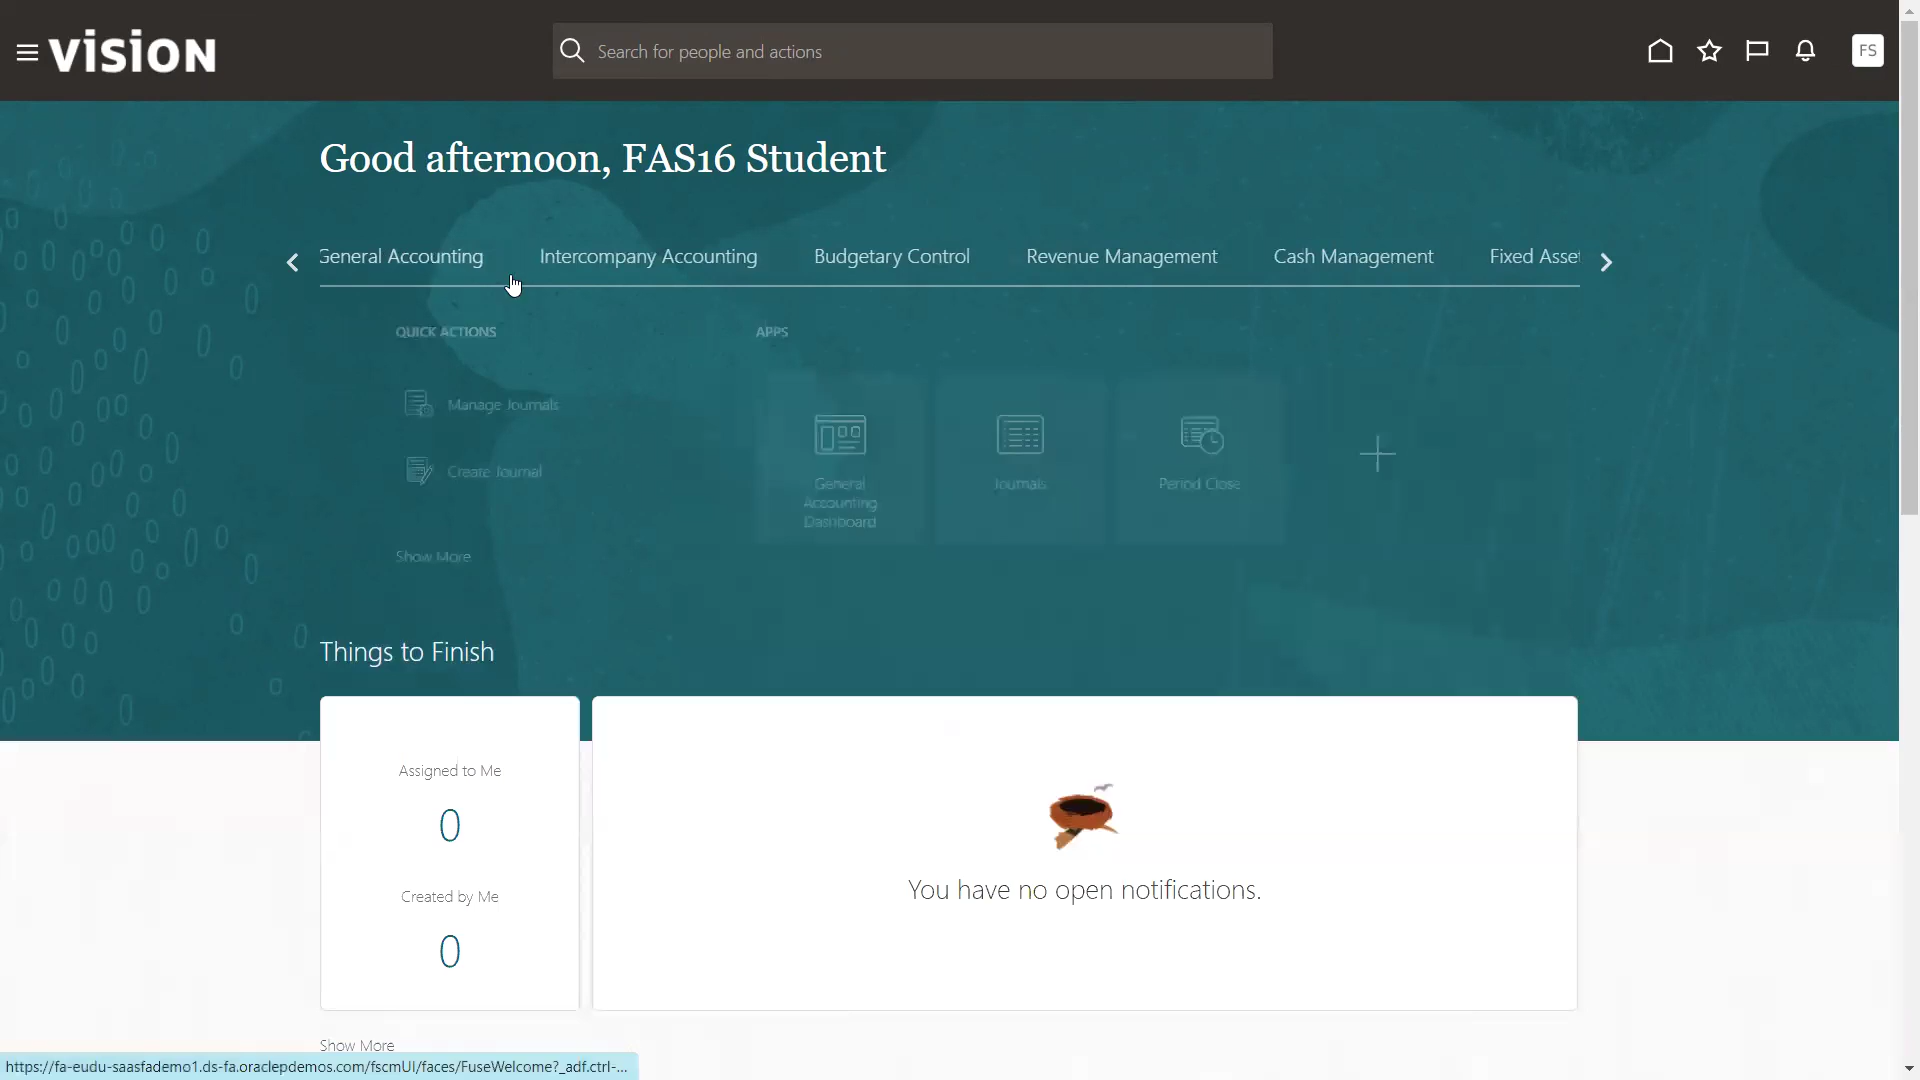 VISION
Search for people and actions
FS
Good afternoon, FAS16 Student
General Accounting
Intercompany Accounting
Budgetary Control
Revenue Management
Cash Management
Fixed Asset
QUICK ACTIONS
APPS
Manage Journals
Create Journal
Show More
General
Accounting
Dashboard
Journals
Period Close
Things to Finish
Assigned to Me
0
Created by Me
0
You have no open notifications.
Show More
https://fa-eudu-saasfademo1.ds-fa.oraclepdemos.com/fscmUI/faces/FuseWelcome?_adf.ctrl-...